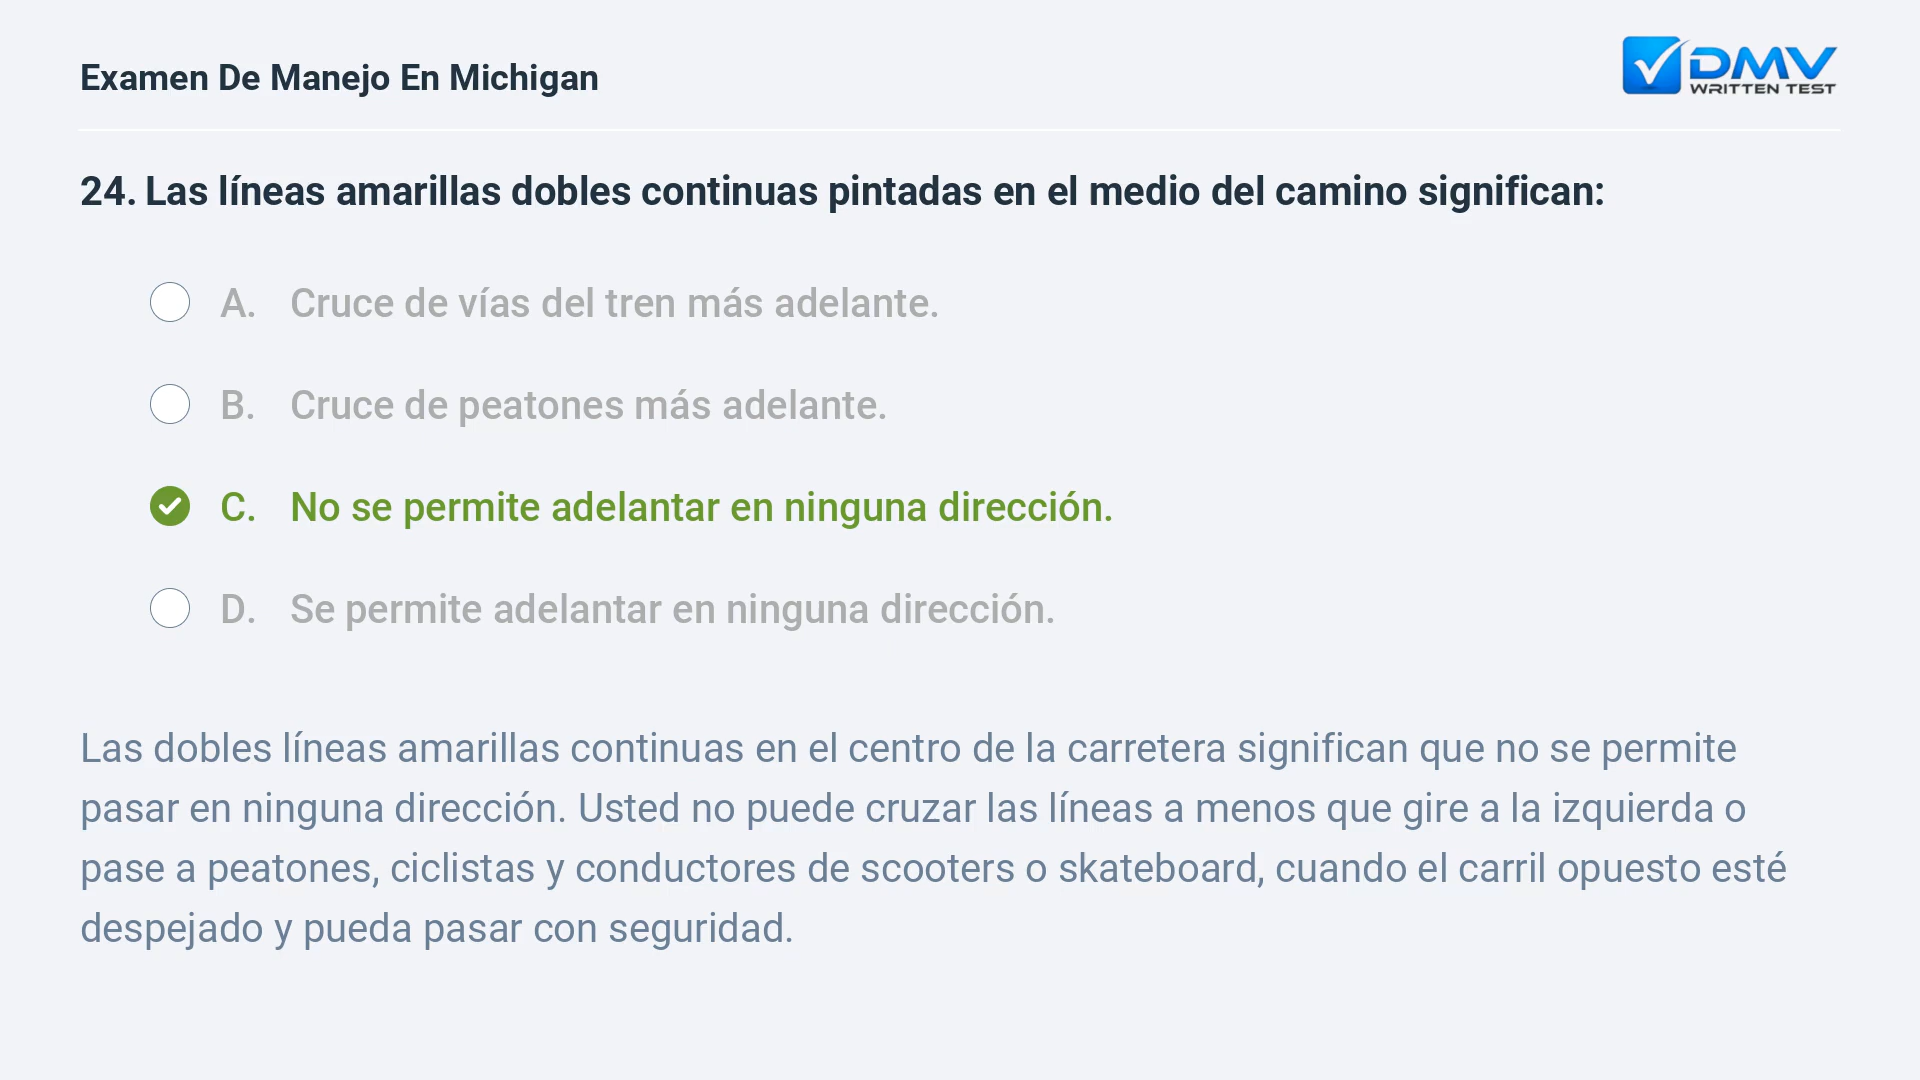 Examen De Manejo En Michigan
DMV
WRITTEN TEST
24. Las líneas amarillas dobles continuas pintadas en el medio del camino significan:
A. Cruce de vías del tren más adelante.
B. Cruce de peatones más adelante.
C. No se permite adelantar en ninguna dirección.
D. Se permite adelantar en ninguna dirección.
Las dobles líneas amarillas continuas en el centro de la carretera significan que no se permite
pasar en ninguna dirección. Usted no puede cruzar las líneas a menos que gire a la izquierda o
pase a peatones, ciclistas y conductores de scooters o skateboard, cuando el carril opuesto esté
despejado y pueda pasar con seguridad.